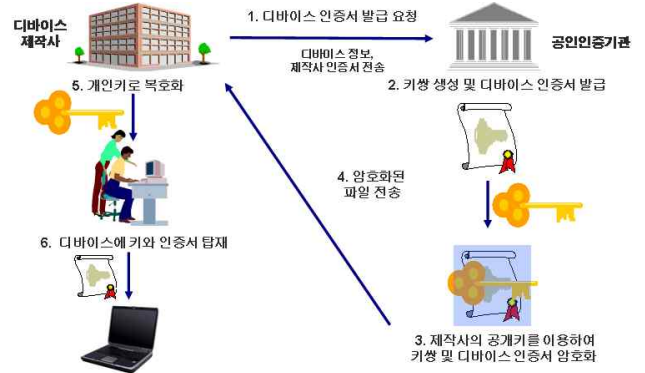 디바이스
제작사
1. 디바이스 인증서 발급 요청
디바이스 정보,
제작사 인증서 전송
공인인증기관
2. 키쌍 생성 및 디바이스 인증서 발급
5. 개인키로 복호화
4. 암호화된
파일 전송
6. 디바이스에 키와 인증서 탑재
3. 제작사의 공개키를 이용하여
키쌍 및 디바이스 인증서 암호화